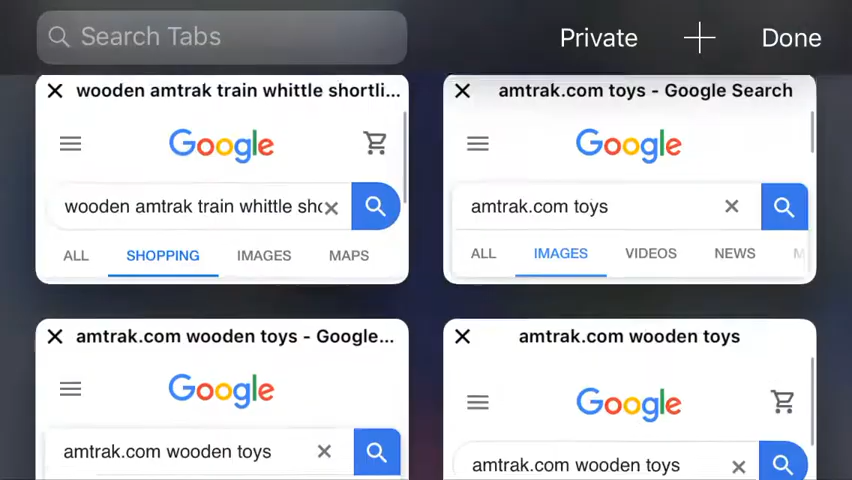 Search Tabs Private Done
wooden amtrak train whittle shortli... amtrak.com toys - Google Search
Google Google
wooden amtrak train whittle sho amtrak.com toys
ALL SHOPPING IMAGES MAPS ALL IMAGES VIDEOS NEWS M
amtrak.com wooden toys - Google... amtrak.com wooden toys
Google Google
amtrak.com wooden toys amtrak.com wooden toys